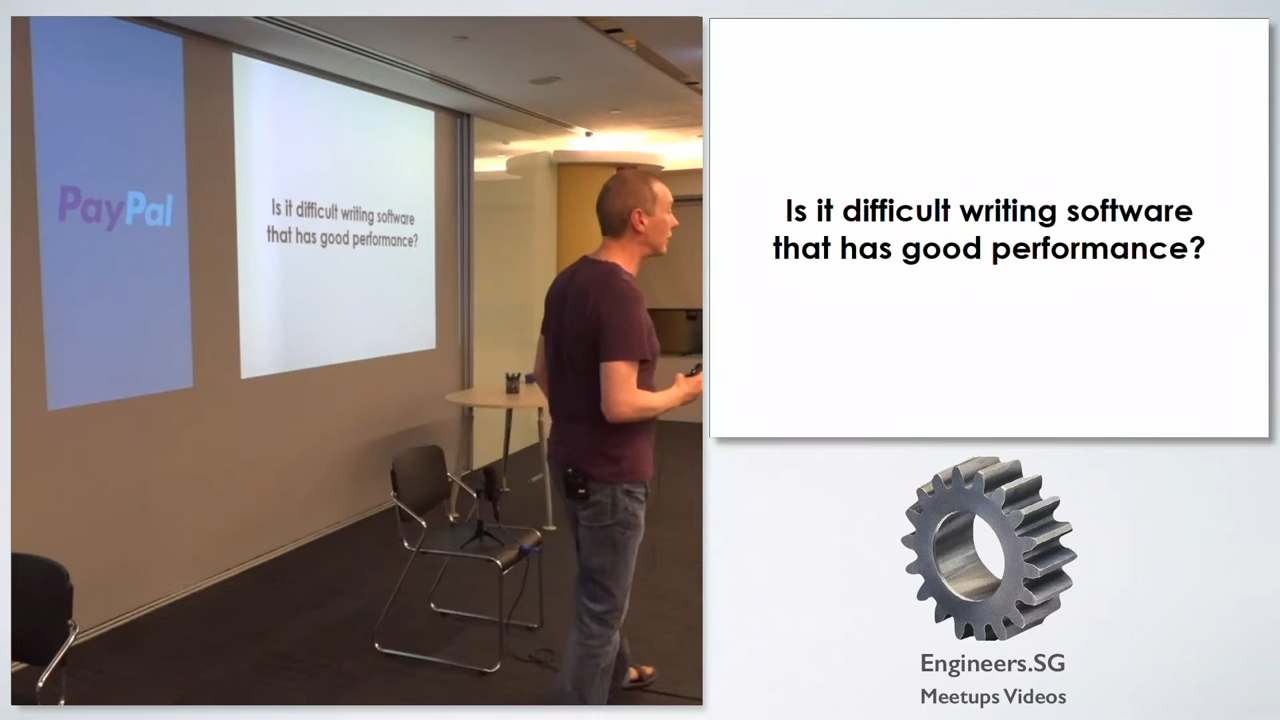 PayPal
Is it difficult writing software
that has good performance?
Is it difficult writing software
that has good performance?
Engineers.SG
Meetups Videos